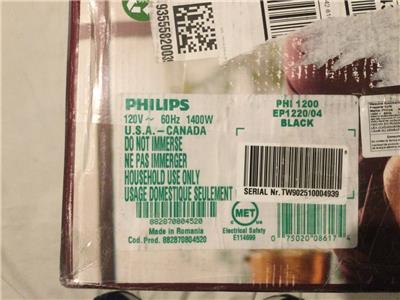 PHILIPS
120V ~ 60Hz 1400W
U.S.A. – CANADA
DO NOT IMMERSE
NE PAS IMMERGER
HOUSEHOLD USE ONLY
USAGE DOMESTIQUE SEULEMENT
882870804520
Made in Romania
Cod. Prod. 882870804520
PHI 1200
EP1220/04
BLACK
Serial Nr. TW902510004939
MET
C US
Electrical Safety
E114699
0 75020 08617 4